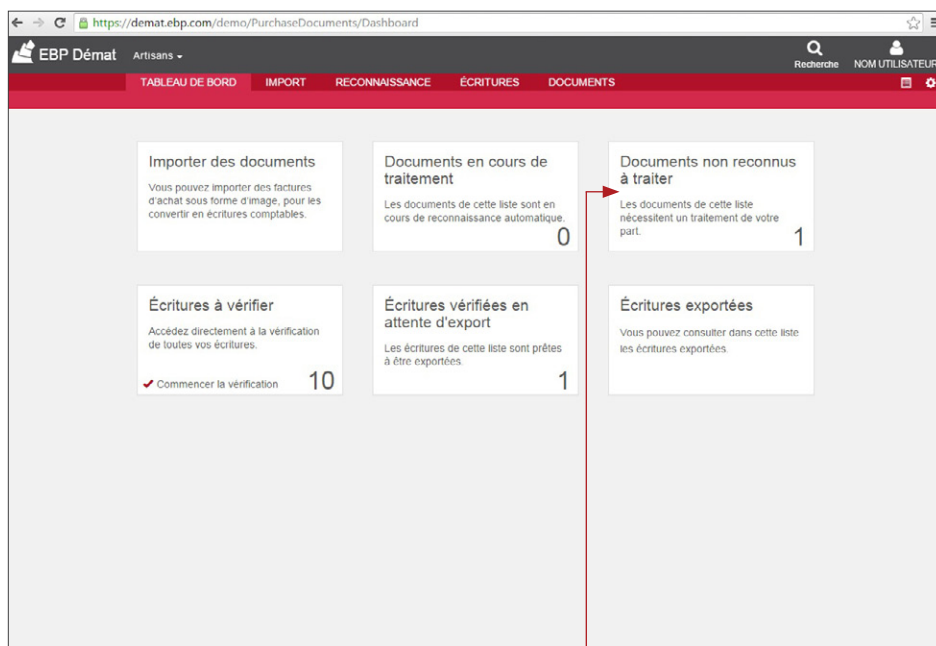 https://demat.ebp.com/demo/PurchaseDocuments/Dashboard
EBP Démat Artisans
Recherche NOM UTILISATEUR
TABLEAU DE BORD IMPORT RECONNAISSANCE ÉCRITURES DOCUMENTS
Importer des documents
Vous pouvez importer des factures
d'achat sous forme d'image, pour les
convertir en écritures comptables.
Documents en cours de
traitement
Les documents de cette liste sont en
cours de reconnaissance automatique.
0
Documents non reconnus
à traiter
Les documents de cette liste
nécessitent un traitement de votre
part.
1
Écritures à vérifier
Accédez directement à la vérification
de toutes vos écritures.
Commencer la vérification 10
Écritures vérifiées en
attente d'export
Les écritures de cette liste sont prêtes
à être exportées.
1
Écritures exportées
Vous pouvez consulter dans cette liste
les écritures exportées.